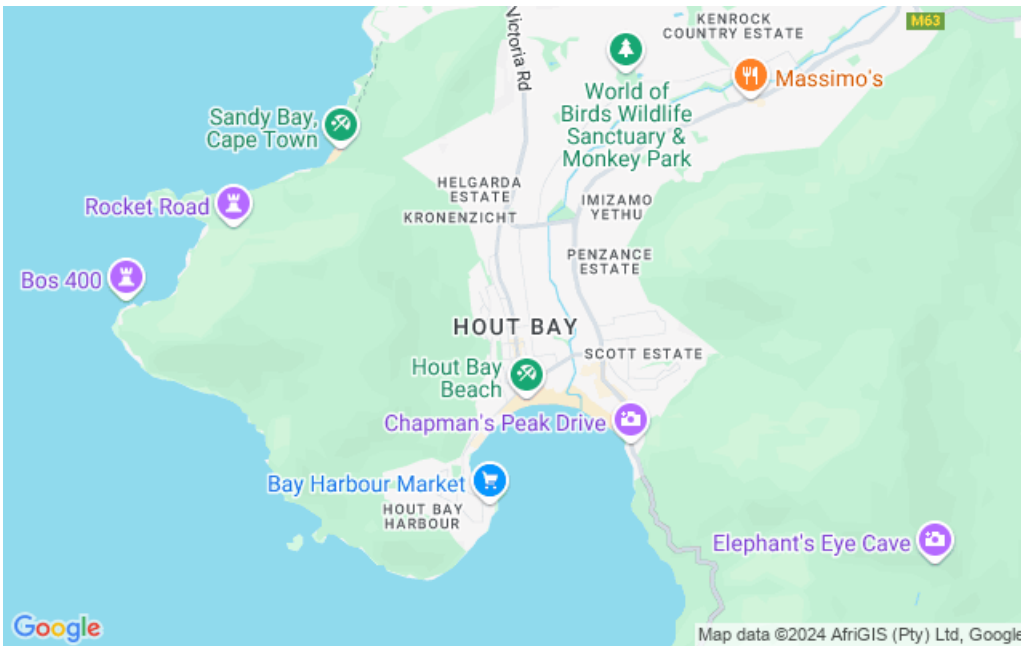 KENROCK
COUNTRY ESTATE
M63
Victoria Rd
Massimo's
World of
Birds Wildlife
Sanctuary &
Monkey Park
Sandy Bay,
Cape Town
HELGARDA
ESTATE
KRONENZICHT
IMIZAMO
YETHU
Rocket Road
PENZANCE
ESTATE
Bos 400
HOUT BAY
SCOTT ESTATE
Hout Bay
Beach
Chapman's Peak Drive
Bay Harbour Market
HOUT BAY
HARBOUR
Elephant's Eye Cave
Google
Map data ©2024 AfriGIS (Pty) Ltd, Google